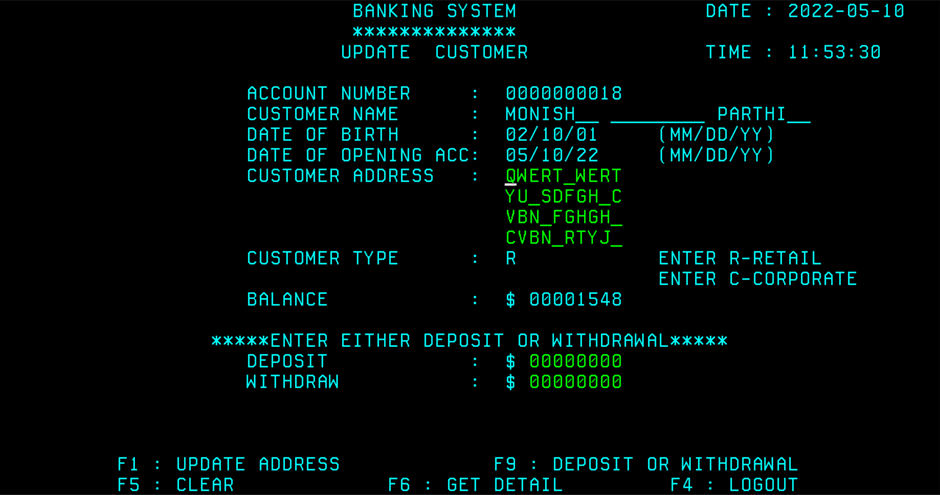 BANKING SYSTEM DATE : 2022-05-10
**************
UPDATE CUSTOMER TIME : 11:53:30
ACCOUNT NUMBER : 0000000018
CUSTOMER NAME : MONISH__ ________ PARTHI__
DATE OF BIRTH : 02/10/01 (MM/DD/YY)
DATE OF OPENING ACC: 05/10/22 (MM/DD/YY)
CUSTOMER ADDRESS : QWERT_WERT
YU_SDFGH_C
VBN_FGHGH_
CVBN_RTYJ_
CUSTOMER TYPE : R ENTER R-RETAIL
ENTER C-CORPORATE
BALANCE : $ 00001548
*****ENTER EITHER DEPOSIT OR WITHDRAWAL*****
DEPOSIT : $ 00000000
WITHDRAW : $ 00000000
F1 : UPDATE ADDRESS F9 : DEPOSIT OR WITHDRAWAL
F5 : CLEAR F6 : GET DETAIL F4 : LOGOUT